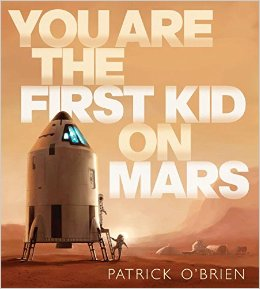 YOU ARE
THE
FIRST KID
ON
MARS
PATRICK O'BRIEN